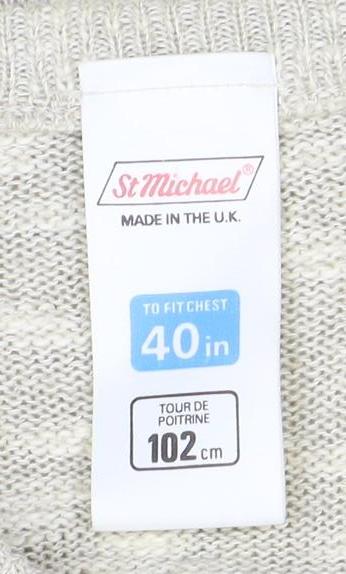 St Michael®
MADE IN THE U.K.
TO FIT CHEST
40 in
TOUR DE
POITRINE
102 cm